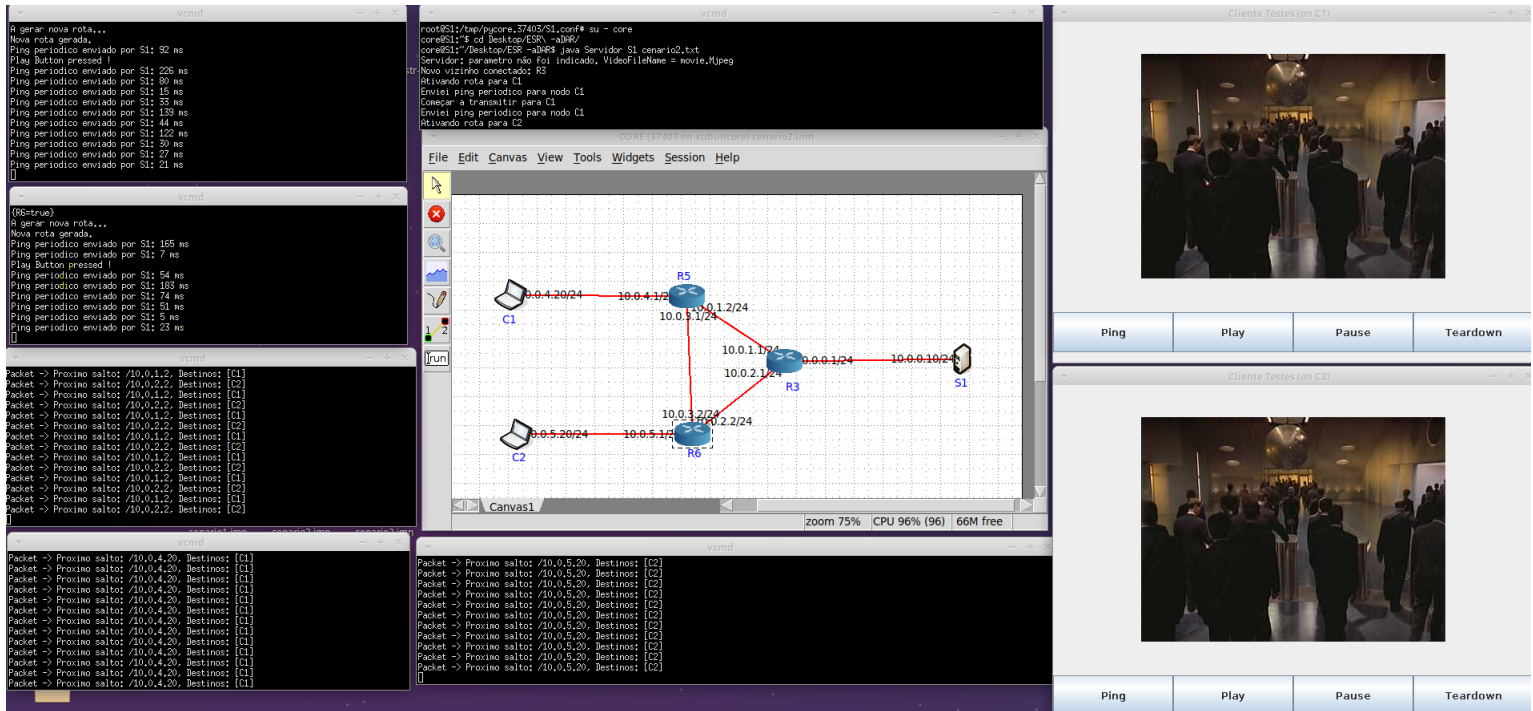 vcmd
A gerar nova rota...
Nova rota gerada.
Ping periodico enviado por S1: 92 ms
Play Button pressed !
Ping periodico enviado por S1: 226 ms
Ping periodico enviado por S1: 80 ms
Ping periodico enviado por S1: 15 ms
Ping periodico enviado por S1: 33 ms
Ping periodico enviado por S1: 139 ms
Ping periodico enviado por S1: 44 ms
Ping periodico enviado por S1: 122 ms
Ping periodico enviado por S1: 30 ms
Ping periodico enviado por S1: 27 ms
Ping periodico enviado por S1: 21 ms
vcmd
{R6=true}
A gerar nova rota...
Nova rota gerada.
Ping periodico enviado por S1: 165 ms
Ping periodico enviado por S1: 7 ms
Play Button pressed !
Ping periodico enviado por S1: 54 ms
Ping periodico enviado por S1: 183 ms
Ping periodico enviado por S1: 74 ms
Ping periodico enviado por S1: 51 ms
Ping periodico enviado por S1: 5 ms
Ping periodico enviado por S1: 23 ms
vcmd
Packet -> Proximo salto: /10.0.1.2, Destinos: [C1]
Packet -> Proximo salto: /10.0.2.2, Destinos: [C2]
Packet -> Proximo salto: /10.0.1.2, Destinos: [C1]
Packet -> Proximo salto: /10.0.2.2, Destinos: [C2]
Packet -> Proximo salto: /10.0.1.2, Destinos: [C1]
Packet -> Proximo salto: /10.0.2.2, Destinos: [C2]
Packet -> Proximo salto: /10.0.1.2, Destinos: [C1]
Packet -> Proximo salto: /10.0.2.2, Destinos: [C2]
Packet -> Proximo salto: /10.0.1.2, Destinos: [C1]
Packet -> Proximo salto: /10.0.2.2, Destinos: [C2]
Packet -> Proximo salto: /10.0.1.2, Destinos: [C1]
Packet -> Proximo salto: /10.0.2.2, Destinos: [C2]
Packet -> Proximo salto: /10.0.1.2, Destinos: [C1]
Packet -> Proximo salto: /10.0.2.2, Destinos: [C2]
cenario1.imn cenario2.imn cenario3.imn
vcmd
Packet -> Proximo salto: /10.0.4.20, Destinos: [C1]
Packet -> Proximo salto: /10.0.4.20, Destinos: [C1]
Packet -> Proximo salto: /10.0.4.20, Destinos: [C1]
Packet -> Proximo salto: /10.0.4.20, Destinos: [C1]
Packet -> Proximo salto: /10.0.4.20, Destinos: [C1]
Packet -> Proximo salto: /10.0.4.20, Destinos: [C1]
Packet -> Proximo salto: /10.0.4.20, Destinos: [C1]
Packet -> Proximo salto: /10.0.4.20, Destinos: [C1]
Packet -> Proximo salto: /10.0.4.20, Destinos: [C1]
Packet -> Proximo salto: /10.0.4.20, Destinos: [C1]
Packet -> Proximo salto: /10.0.4.20, Destinos: [C1]
Packet -> Proximo salto: /10.0.4.20, Destinos: [C1]
Packet -> Proximo salto: /10.0.4.20, Destinos: [C1]
vcmd
root@S1:/tmp/pycore.37403/S1.conf# su - core
core@S1:~$ cd Desktop/ESR\ -aDAR/
core@S1:~/Desktop/ESR -aDAR$ java Servidor S1 cenario2.txt
Servidor: parametro não foi indicado. VideoFileName = movie.Mjpeg
Novo vizinho conectado: R3
Ativando rota para C1
Enviei ping periodico para nodo C1
Começar a transmitir para C1
Enviei ping periodico para nodo C1
Ativando rota para C2
CORE (37403 on xubuncore) cenario2.imn
File Edit Canvas View Tools Widgets Session Help
run
R5
10.0.4.20/24
10.0.4.1/2
10.0.1.2/24
10.0.3.1/24
C1
10.0.1.1/24
10.0.0.1/24
10.0.0.10/24
10.0.2.1/24
R3
S1
10.0.3.2/24
10.0.2.2/24
10.0.5.20/24
10.0.5.1/2
C2
R6
Canvas1
zoom 75% CPU 96% (96) 66M free
vcmd
Packet -> Proximo salto: /10.0.5.20, Destinos: [C2]
Packet -> Proximo salto: /10.0.5.20, Destinos: [C2]
Packet -> Proximo salto: /10.0.5.20, Destinos: [C2]
Packet -> Proximo salto: /10.0.5.20, Destinos: [C2]
Packet -> Proximo salto: /10.0.5.20, Destinos: [C2]
Packet -> Proximo salto: /10.0.5.20, Destinos: [C2]
Packet -> Proximo salto: /10.0.5.20, Destinos: [C2]
Packet -> Proximo salto: /10.0.5.20, Destinos: [C2]
Packet -> Proximo salto: /10.0.5.20, Destinos: [C2]
Packet -> Proximo salto: /10.0.5.20, Destinos: [C2]
Packet -> Proximo salto: /10.0.5.20, Destinos: [C2]
Cliente Testes (on C1)
Ping Play Pause Teardown
Cliente Testes (on C2)
Ping Play Pause Teardown